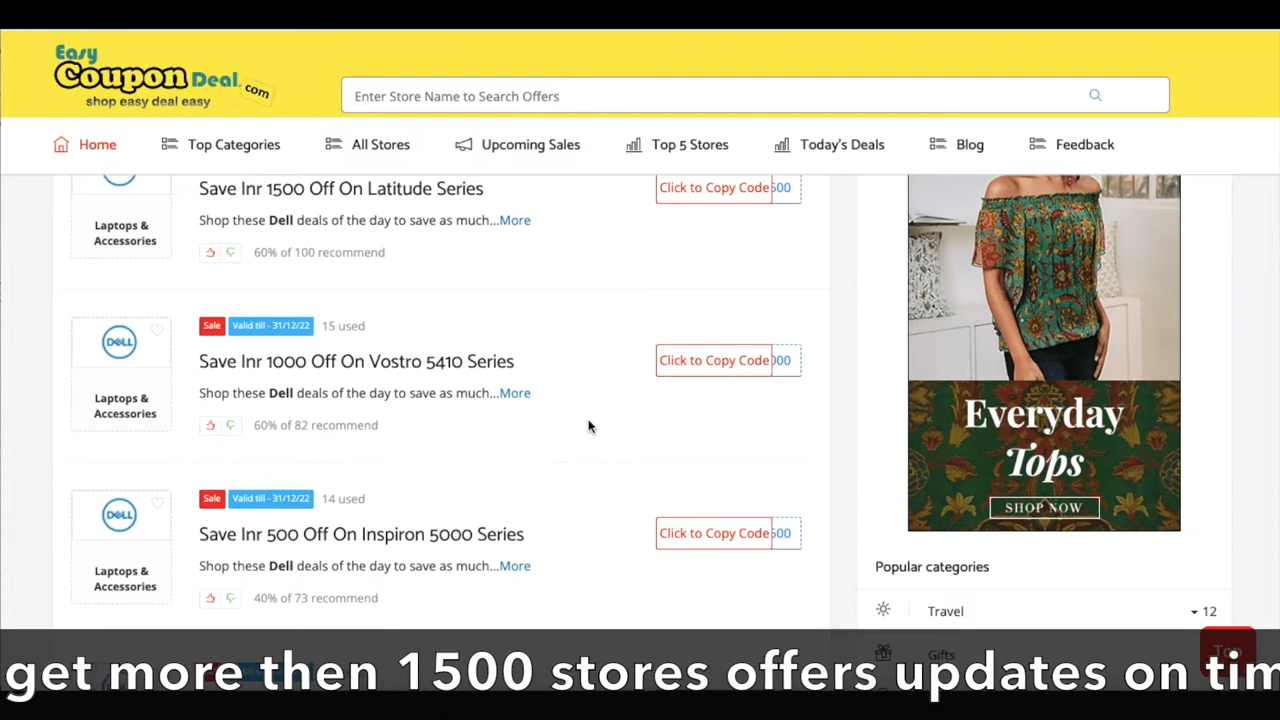 Easy
Coupon Deal.com
shop easy deal easy
Enter Store Name to Search Offers
Home
Top Categories
All Stores
Upcoming Sales
Top 5 Stores
Today's Deals
Blog
Feedback
Save Inr 1500 Off On Latitude Series
Click to Copy Code
Laptops &
Accessories
Shop these Dell deals of the day to save as much...More
60% of 100 recommend
DELL
Laptops &
Accessories
Sale Valid till - 31/12/22 15 used
Save Inr 1000 Off On Vostro 5410 Series
Click to Copy Code
Shop these Dell deals of the day to save as much...More
60% of 82 recommend
DELL
Laptops &
Accessories
Sale Valid till - 31/12/22 14 used
Save Inr 500 Off On Inspiron 5000 Series
Click to Copy Code
Shop these Dell deals of the day to save as much...More
40% of 73 recommend
Everyday
Tops
SHOP NOW
Popular categories
Travel 12
Gifts
Top
get more then 1500 stores offers updates on tim